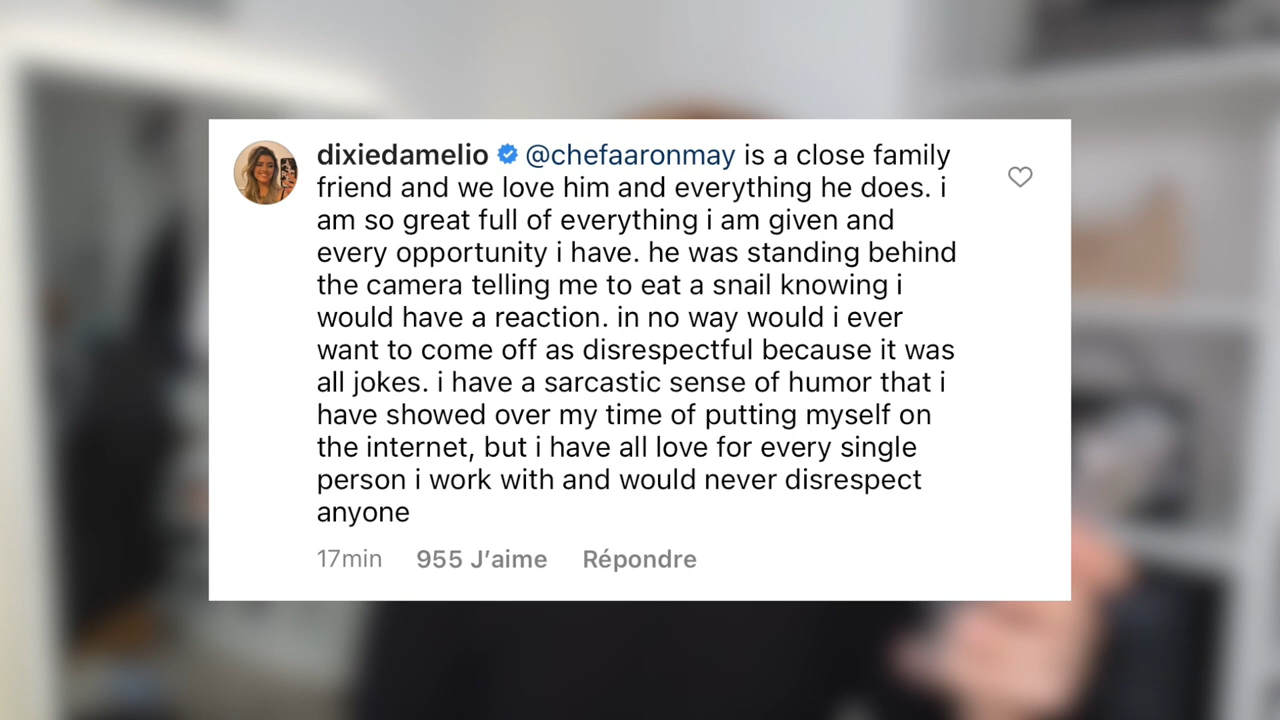 dixiedamelio @chefaaronmay is a close family
friend and we love him and everything he does. i
am so great full of everything i am given and
every opportunity i have. he was standing behind
the camera telling me to eat a snail knowing i
would have a reaction. in no way would i ever
want to come off as disrespectful because it was
all jokes. i have a sarcastic sense of humor that i
have showed over my time of putting myself on
the internet, but i have all love for every single
person i work with and would never disrespect
anyone
17min 955 J’aime Répondre